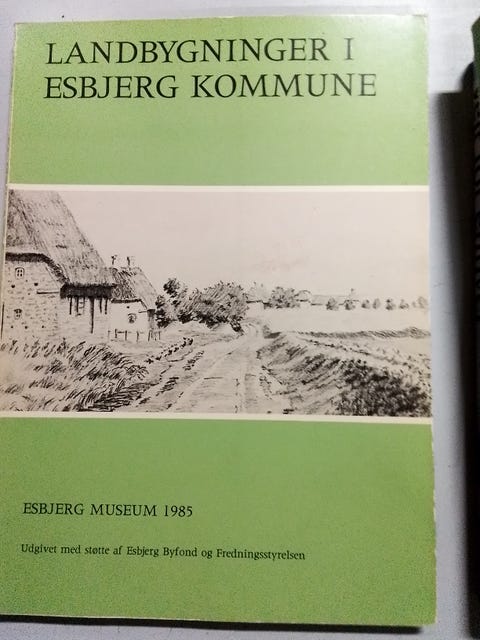 LANDBYGNINGER I
ESBJERG KOMMUNE
ESBJERG MUSEUM 1985
Udgivet med støtte af Esbjerg Byfond og Fredningsstyrelsen